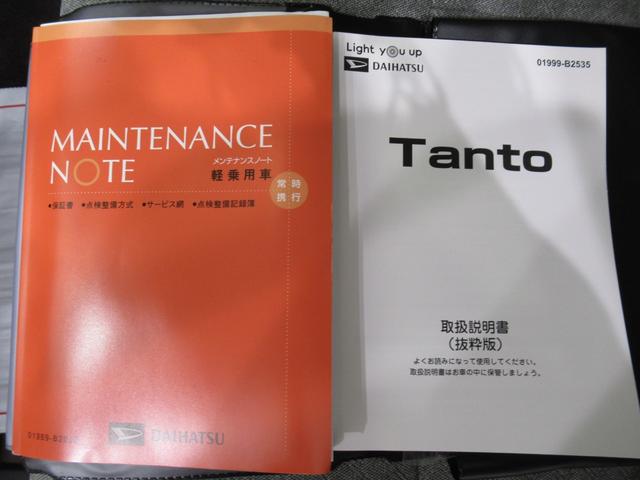 MAINTENANCE
NOTE
メンテナンスノート
軽乗用車
常時
携行
●保証書 ●点検整備方式 ●サービス網 ●点検整備記録簿
DAIHATSU
Light you up
DAIHATSU
01999-B2535
Tanto
取扱説明書
(抜粋版)
よくお読みになって使用してください。
取扱説明書はお車の中に保管しましょう。